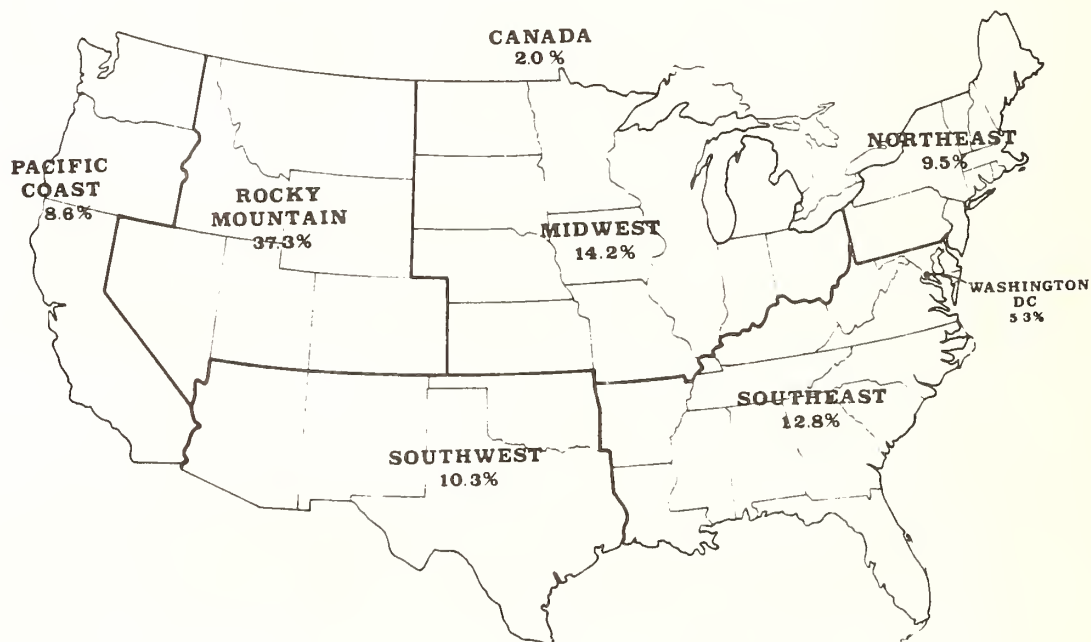 CANADA
2.0 %
NORTHEAST
9.5%
PACIFIC
COAST
8.6%
ROCKY
MOUNTAIN
37.3%
MIDWEST
14.2%
WASHINGTON
DC
5 3%
SOUTHEAST
12.8%
SOUTHWEST
10.3%